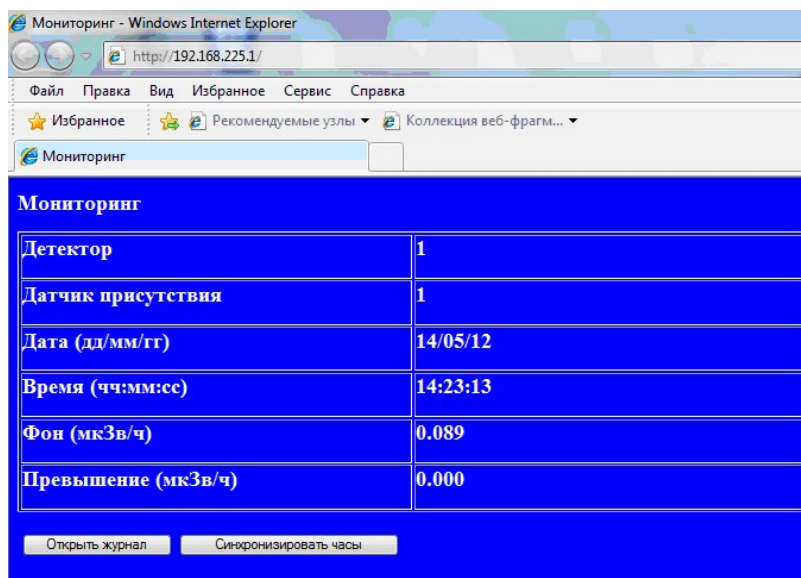 Мониторинг - Windows Internet Explorer
http://192.168.225.1/
Файл Правка Вид Избранное Сервис Справка
Избранное Рекомендуемые узлы Коллекция веб-фрагм...
Мониторинг
Мониторинг
Детектор 1
Датчик присутствия 1
Дата (дд/мм/гг) 14/05/12
Время (чч:мм:сс) 14:23:13
Фон (мкЗв/ч) 0.089
Превышение (мкЗв/ч) 0.000
Открыть журнал Синхронизировать часы